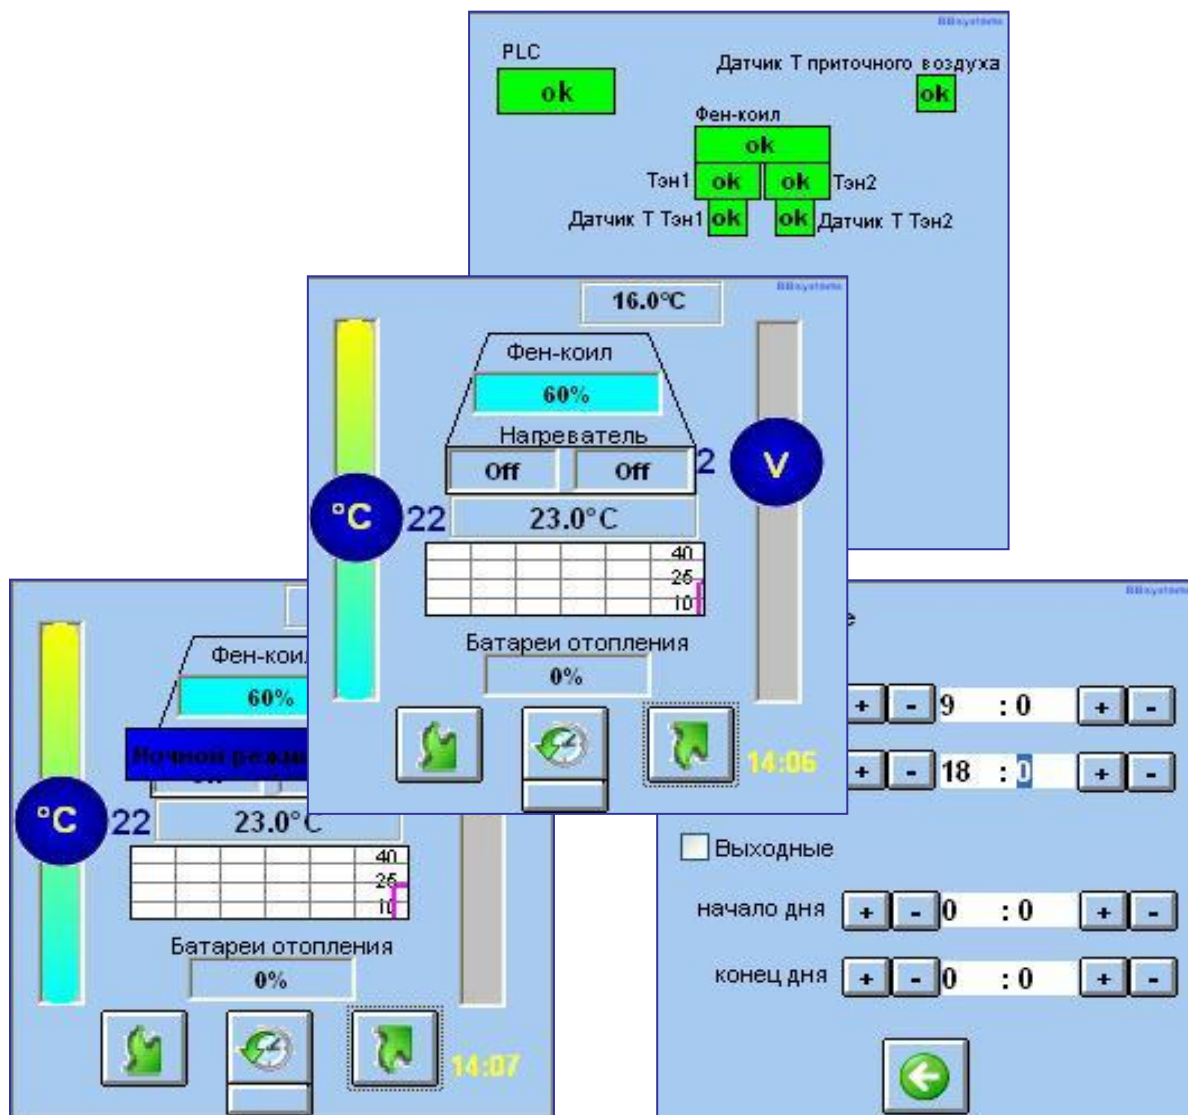 BBsystems
PLC
Датчик Т приточного воздуха
ok
ok
Фен-коил
ok
Тэн1 ok ok Тэн2
Датчик Т Тэн1 ok ok Датчик Т Тэн2
16.0°C
BBsystems
Фен-коил
60%
Нагреватель
Off Off 2 V
°C 22 23.0°C
40
25
10
Батареи отопления
0%
14:06
Фен-коил
60%
Ночной
°C 22 23.0°C
40
25
10
Батареи отопления
0%
14:07
BBsystems
+ - 9 : 0 + -
+ - 18 : 0 + -
Выходные
начало дня + - 0 : 0 + -
конец дня + - 0 : 0 + -